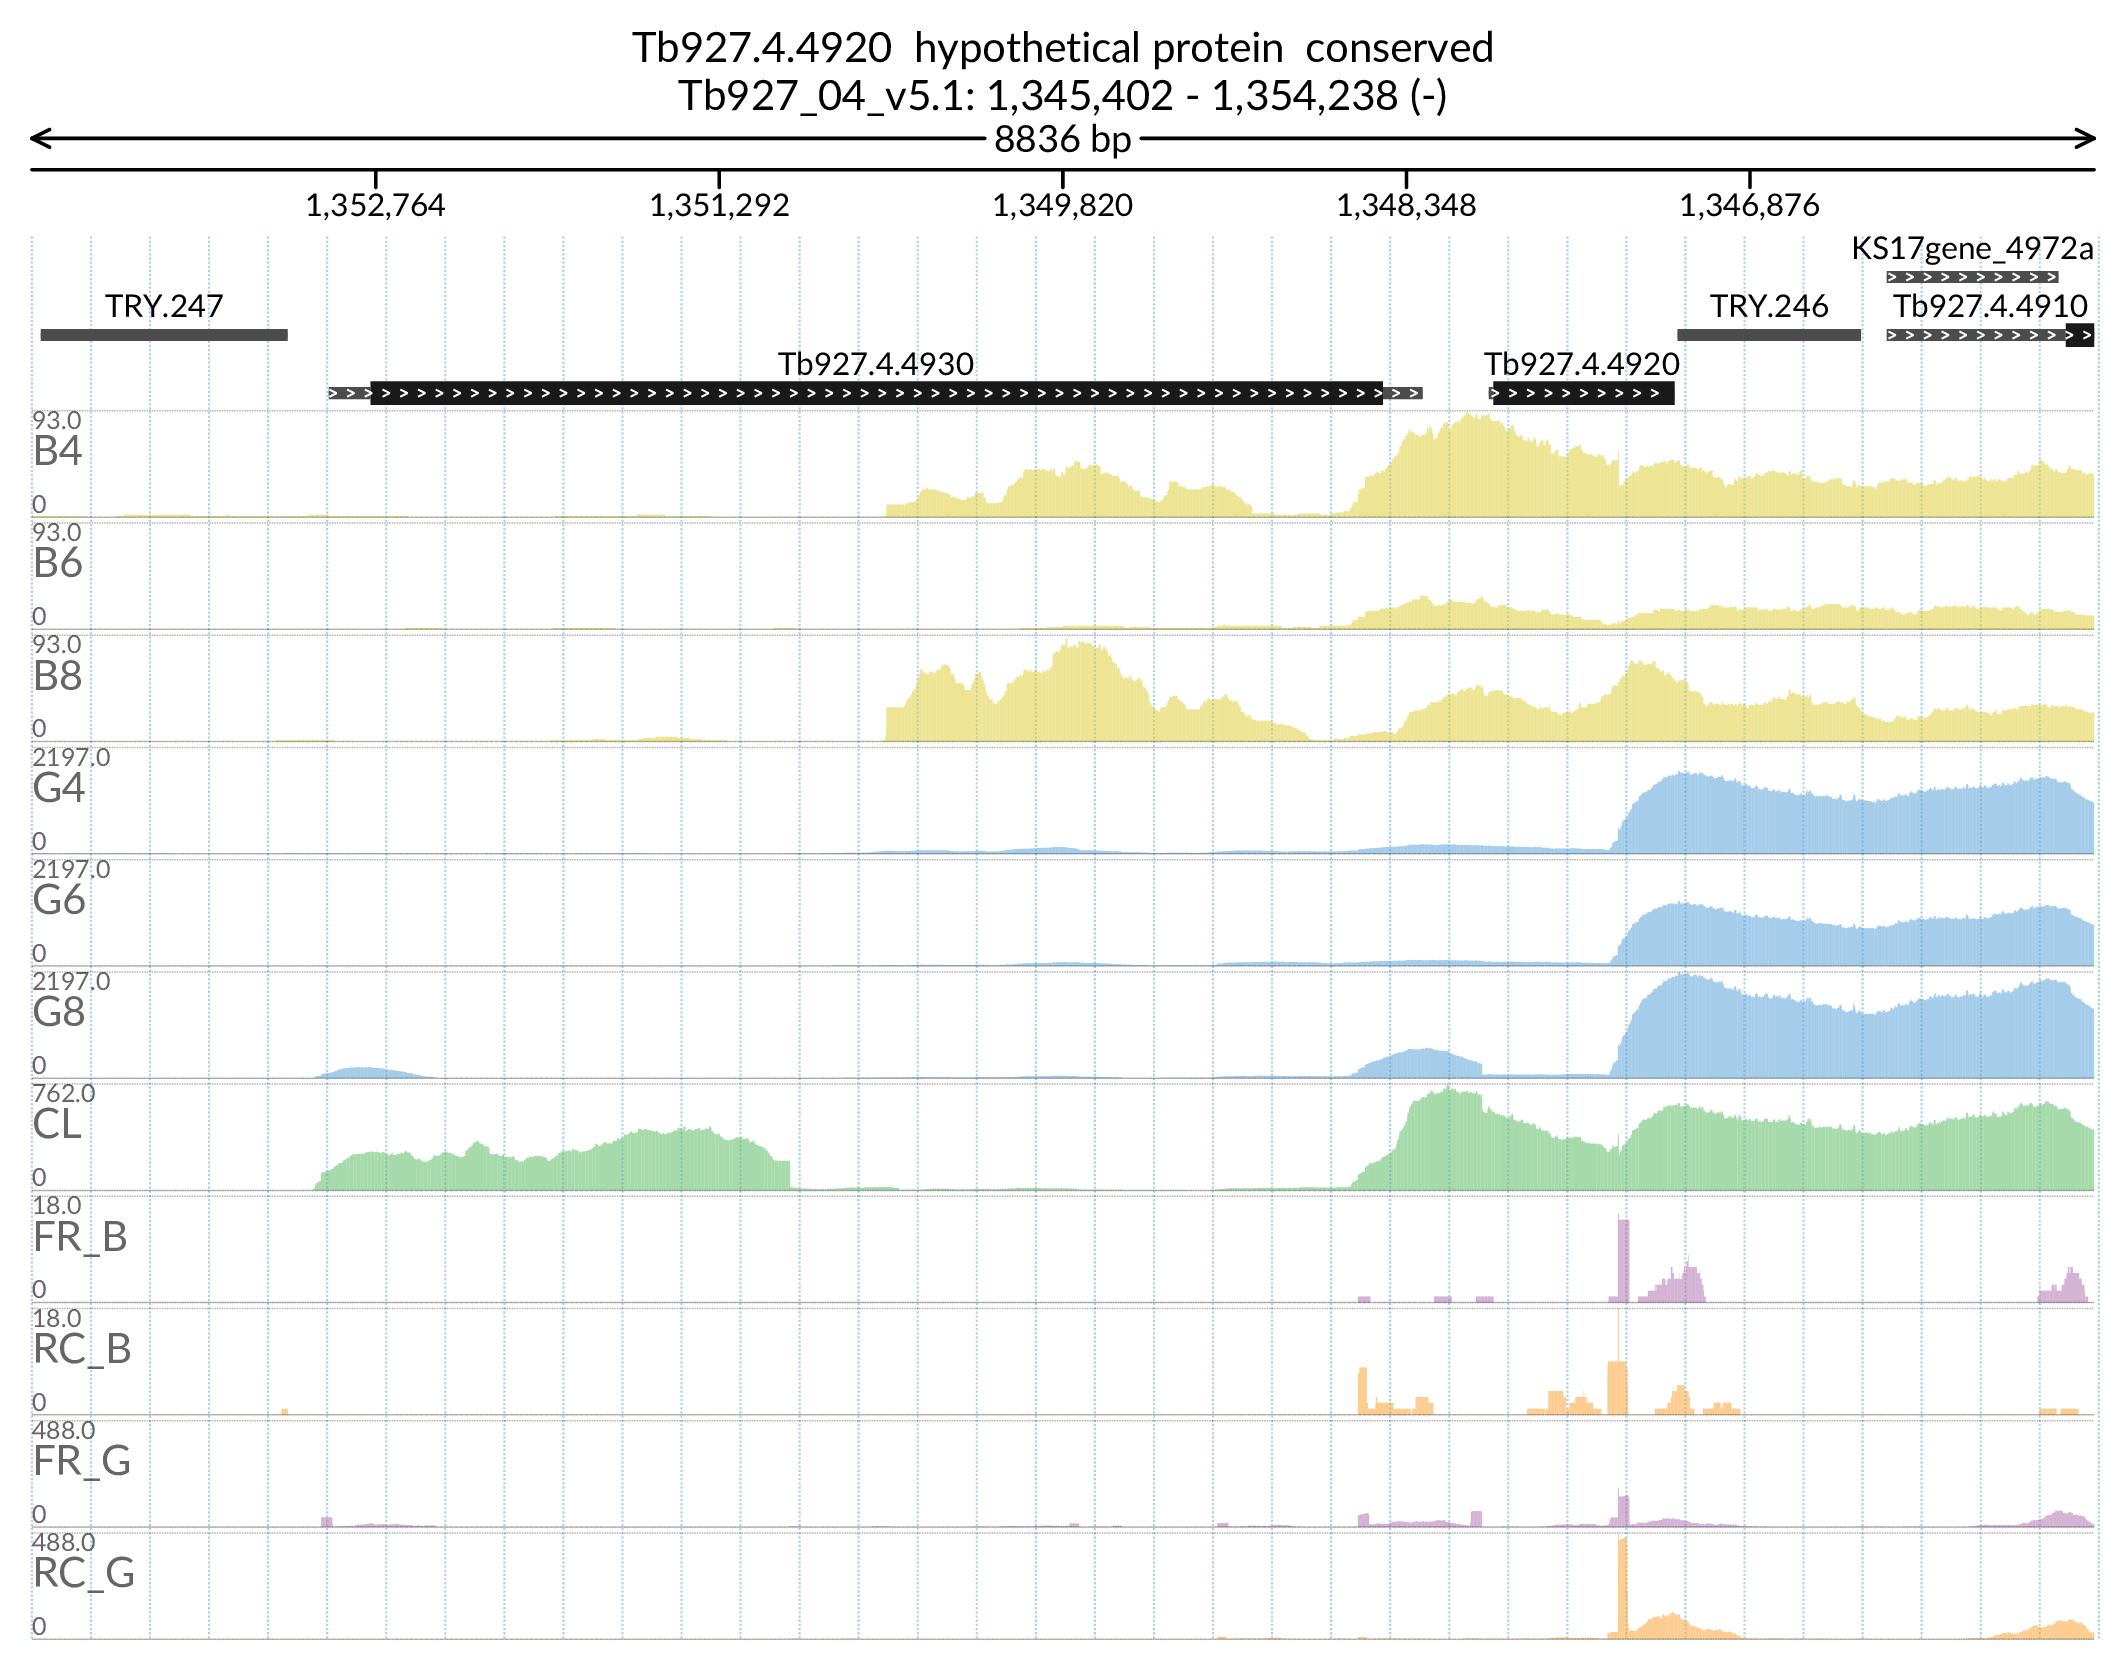 Tb927.4.4920  hypothetical protein  conserved
Tb927_04_v5.1: 1,345,402 - 1,354,238 (-)
8836 bp
1,352,764 1,351,292 1,349,820 1,348,348 1,346,876
KS17gene_4972a
TRY.247 TRY.246 Tb927.4.4910
Tb927.4.4930 Tb927.4.4920
93.0
B4
0
93.0
B6
0
93.0
B8
0
2197.0
G4
0
2197.0
G6
0
2197.0
G8
0
762.0
CL
0
18.0
FR_B
0
18.0
RC_B
0
488.0
FR_G
0
488.0
RC_G
0